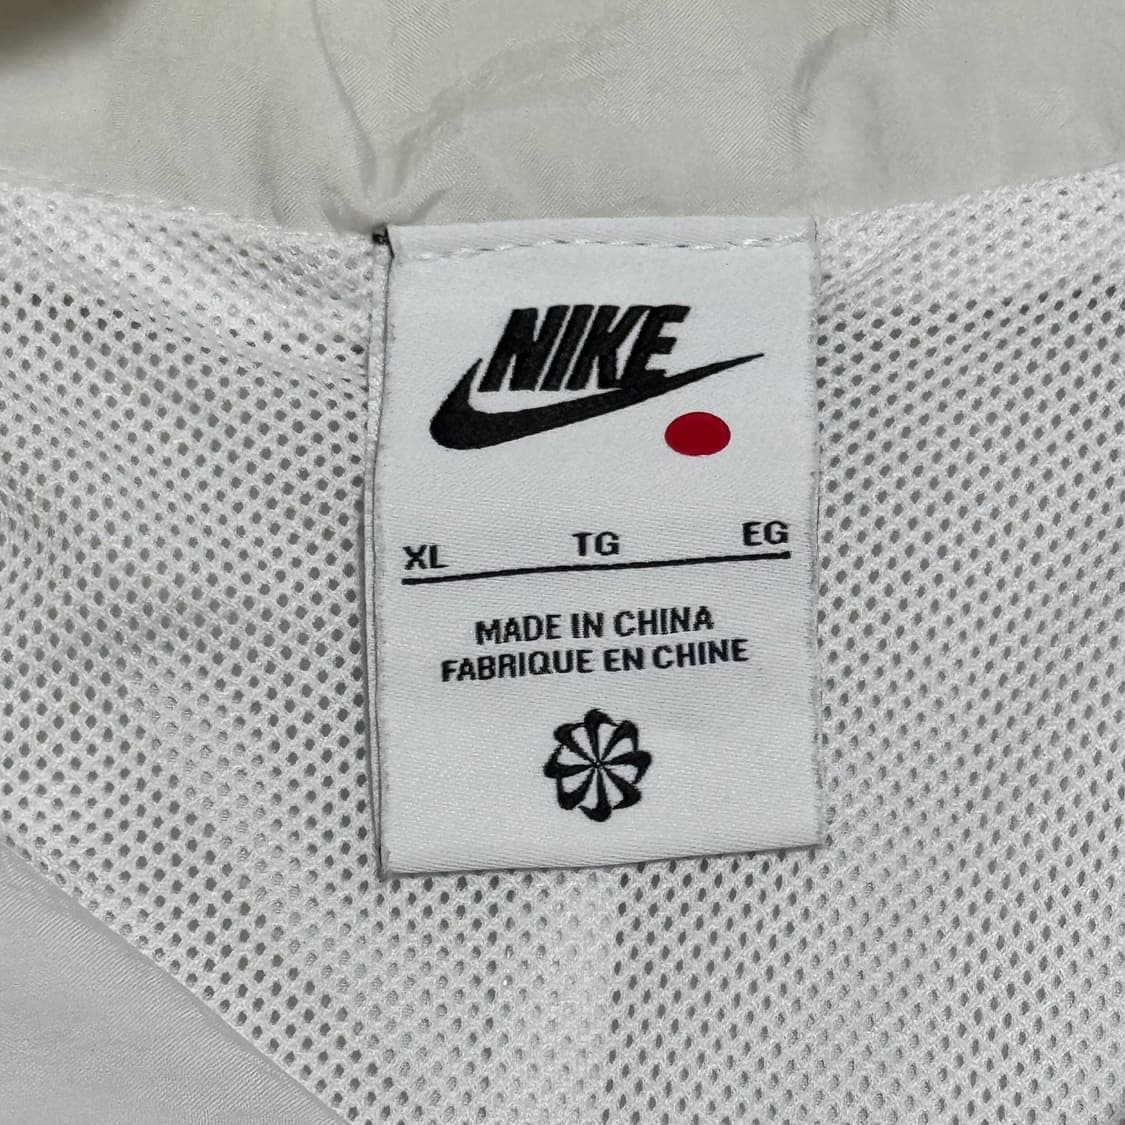 NIKE
XL TG EG
MADE IN CHINA
FABRIQUE EN CHINE